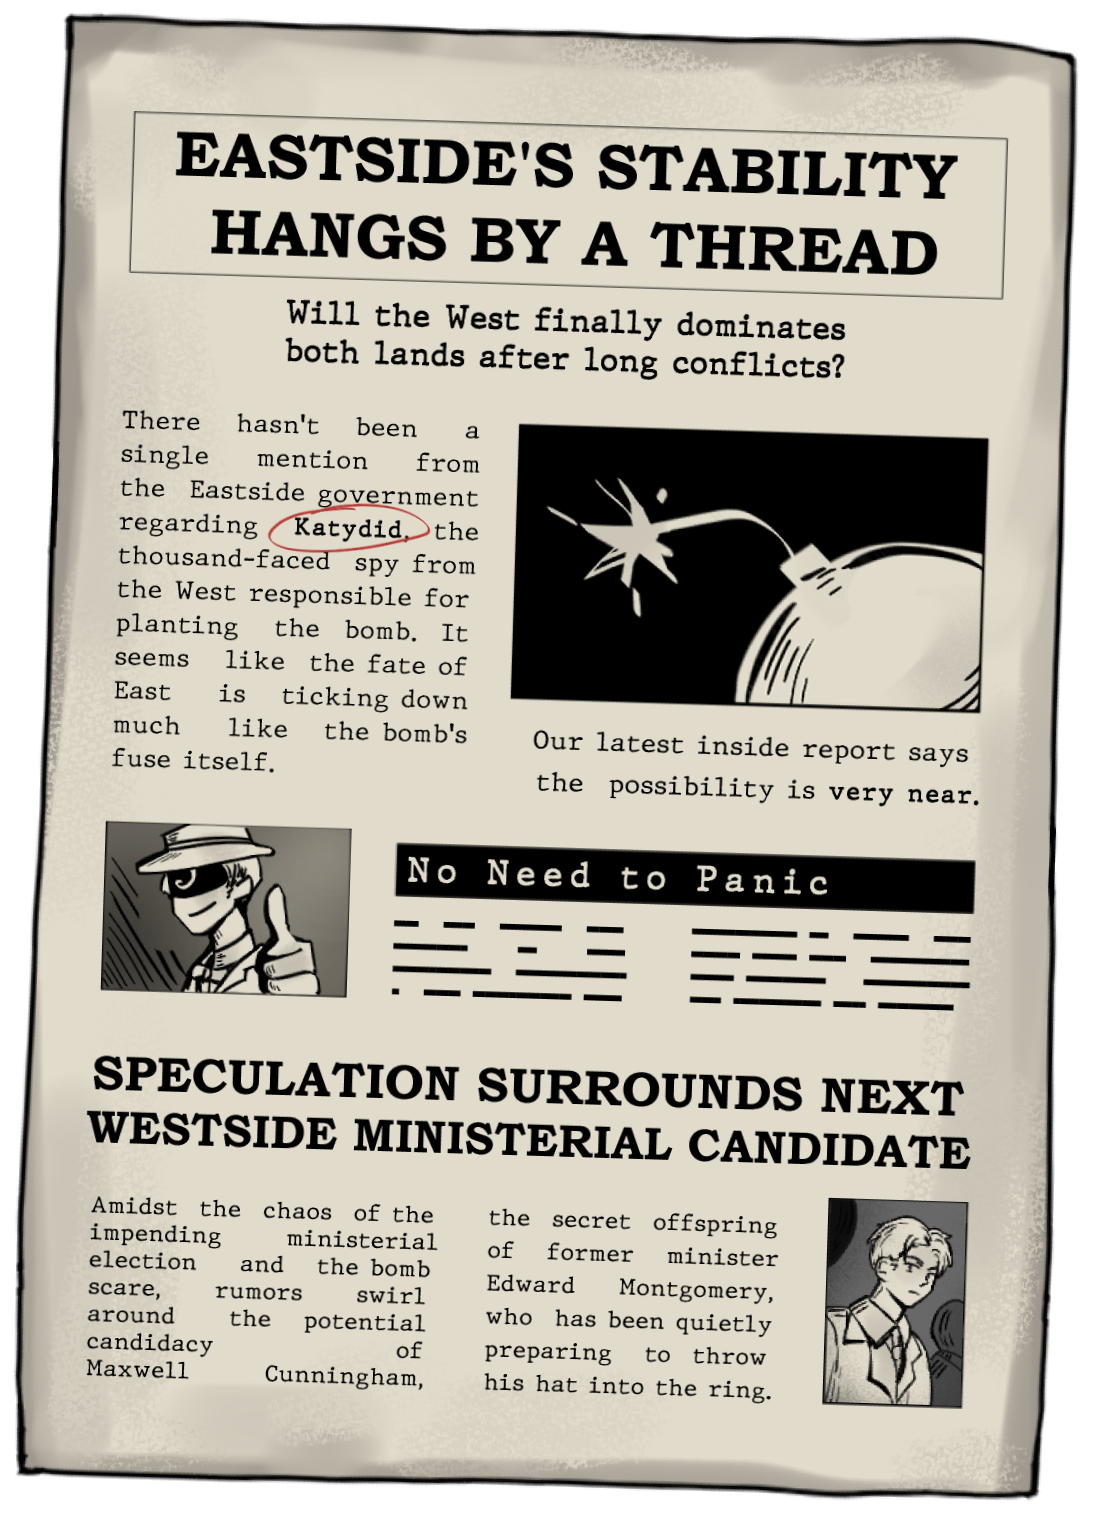 EASTSIDE'S STABILITY
HANGS BY A THREAD
Will the West finally dominates
both lands after long conflicts?
There hasn't been a
single mention from
the Eastside government
regarding Katydid, the
thousand-faced spy from
the West responsible for
planting the bomb. It
seems like the fate of
East is ticking down
much like the bomb's
fuse itself.
Our latest inside report says
the possibility is very near.
No Need to Panic
SPECULATION SURROUNDS NEXT
WESTSIDE MINISTERIAL CANDIDATE
Amidst the chaos of the
impending ministerial
election and the bomb
scare, rumors swirl
around the potential
candidacy of
Maxwell Cunningham,
the secret offspring
of former minister
Edward Montgomery,
who has been quietly
preparing to throw
his hat into the ring.